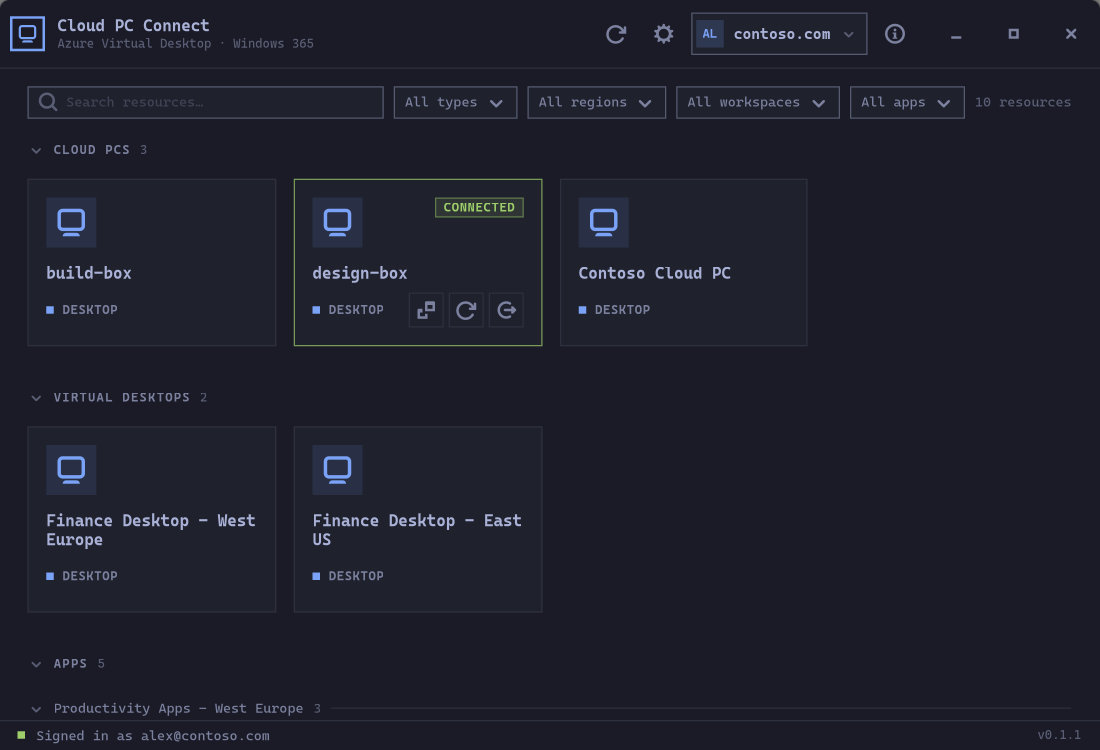 Cloud PC Connect
Azure Virtual Desktop · Windows 365
AL contoso.com
Search resources…
All types
All regions
All workspaces
All apps
10 resources
CLOUD PCS 3
build-box
DESKTOP
CONNECTED
design-box
DESKTOP
Contoso Cloud PC
DESKTOP
VIRTUAL DESKTOPS 2
Finance Desktop - West
Europe
DESKTOP
Finance Desktop - East
US
DESKTOP
APPS 5
Productivity Apps - West Europe 3
Signed in as alex@contoso.com
v0.1.1